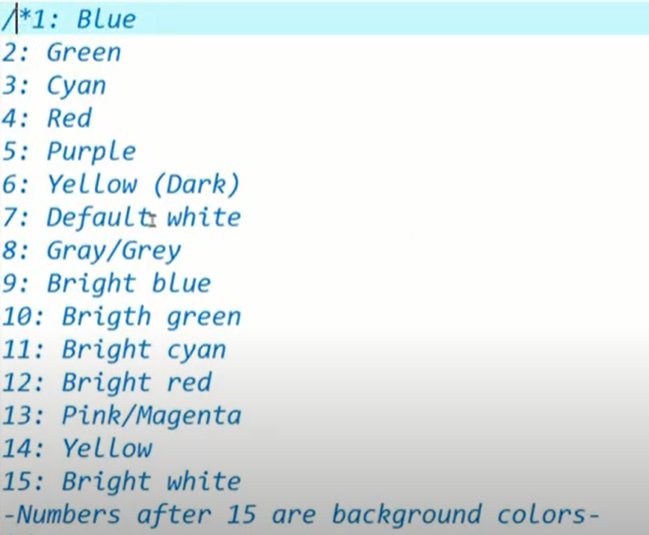 /*1: Blue
2: Green
3: Cyan
4: Red
5: Purple
6: Yellow (Dark)
7: Default white
8: Gray/Grey
9: Bright blue
10: Brigth green
11: Bright cyan
12: Bright red
13: Pink/Magenta
14: Yellow
15: Bright white
-Numbers after 15 are background colors-